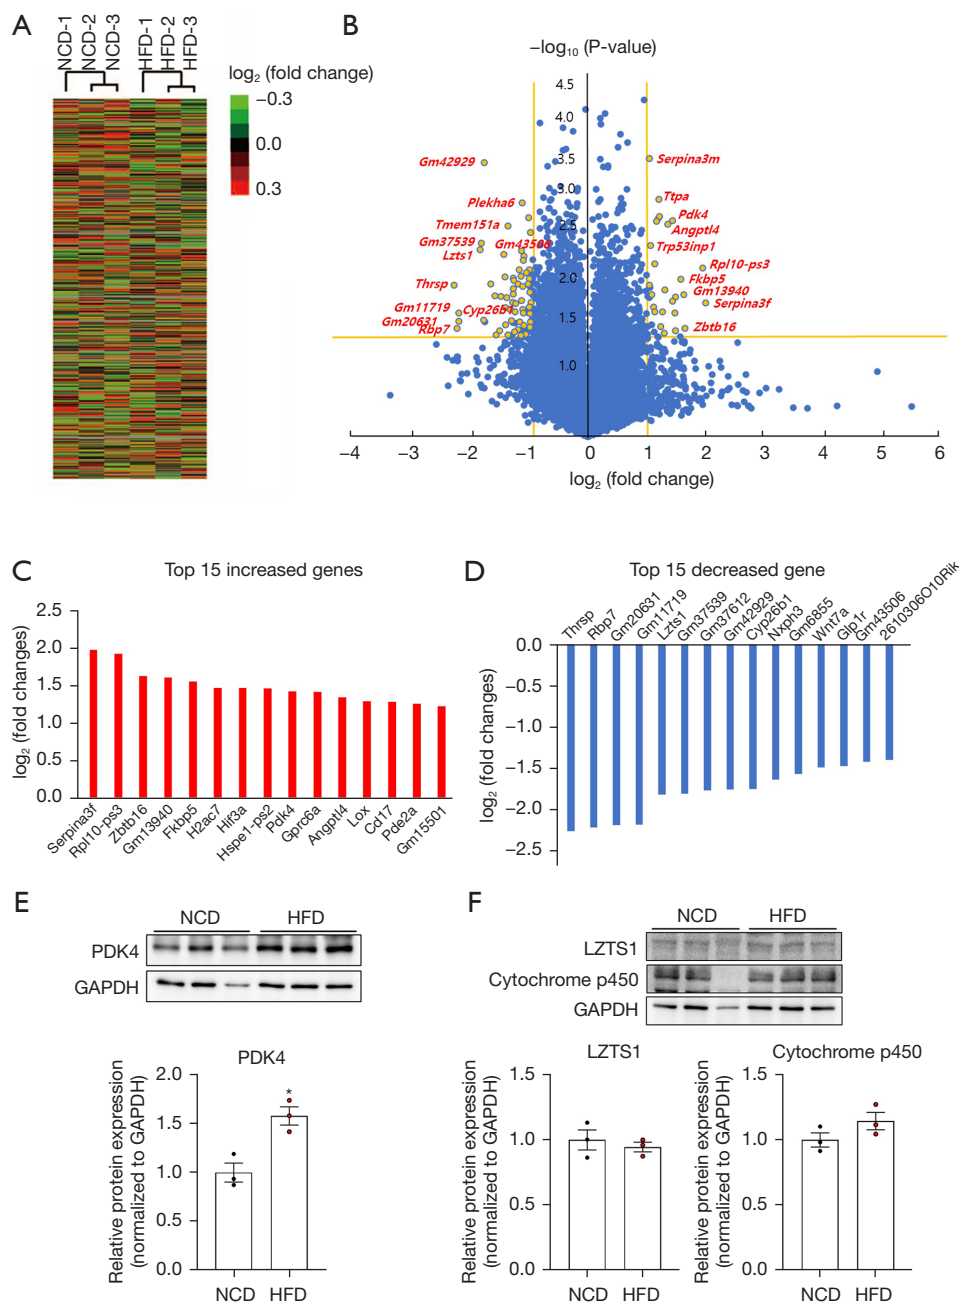 A
NCD-1
NCD-2
NCD-3
HFD-1
HFD-2
HFD-3
log2 (fold change)
−0.3
0.0
0.3
B
−log10 (P-value)
4.5
4.0
3.5
3.0
2.5
2.0
1.5
1.0
Gm42929
Plekha6
Tmem151a
Gm37539
Gm43506
Lzts1
Thrsp
Gm11719
Cyp26b1
Gm20631
Rbp7
Serpina3m
Ttpa
Pdk4
Angptl4
Trp53inp1
Rpl10-ps3
Fkbp5
Gm13940
Serpina3f
Zbtb16
−4 −3 −2 −1 0 1 2 3 4 5 6
log2 (fold change)
C
Top 15 increased genes
log2 (fold changes)
2.5
2.0
1.5
1.0
0.5
0.0
Serpina3f
Rpl10-ps3
Zbtb16
Gm13940
Fkbp5
H2ac7
Hif3a
Hspe1-ps2
Pdk4
Gprc6a
Angptl4
Lox
Cd17
Pde2a
Gm15501
D
Top 15 decreased gene
Thrsp
Rbp7
Gm20631
Gm11719
Lzts1
Gm37539
Gm37612
Gm42929
Cyp26b1
Nxph3
Gm6855
Wnt7a
Glp1r
Gm43506
2610306O10Rik
log2 (fold changes)
0.0
−0.5
−1.0
−1.5
−2.0
−2.5
E
NCD HFD
PDK4
GAPDH
PDK4
Relative protein expression
(normalized to GAPDH)
2.0
1.5
1.0
0.5
0.0
*
NCD HFD
F
NCD HFD
LZTS1
Cytochrome p450
GAPDH
LZTS1
Relative protein expression
(normalized to GAPDH)
1.5
1.0
0.5
0.0
NCD HFD
Cytochrome p450
Relative protein expression
(normalized to GAPDH)
1.5
1.0
0.5
0.0
NCD HFD